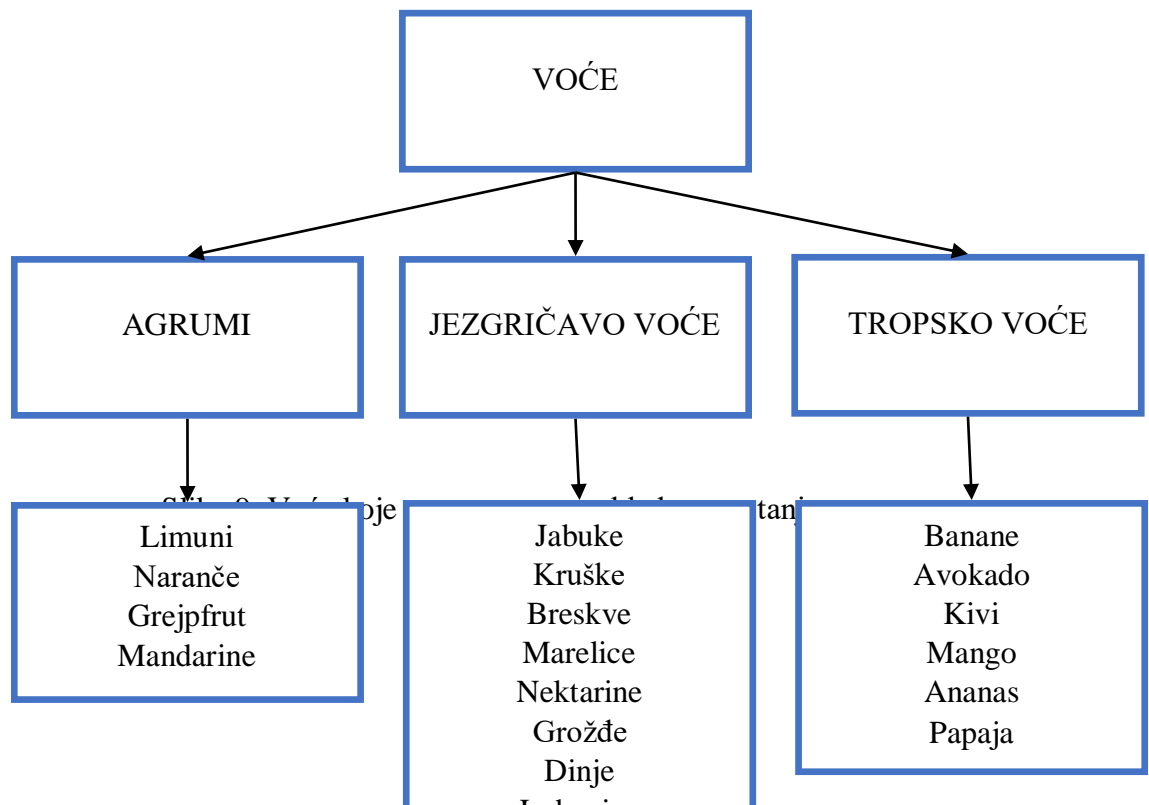 VOĆE
AGRUMI
JEZGRIČAVO VOĆE
TROPSKO VOĆE
Limuni
Naranče
Grejpfrut
Mandarine
Jabuke
Kruške
Breskve
Marelice
Nektarine
Grožđe
Dinje
Banane
Avokado
Kivi
Mango
Ananas
Papaja